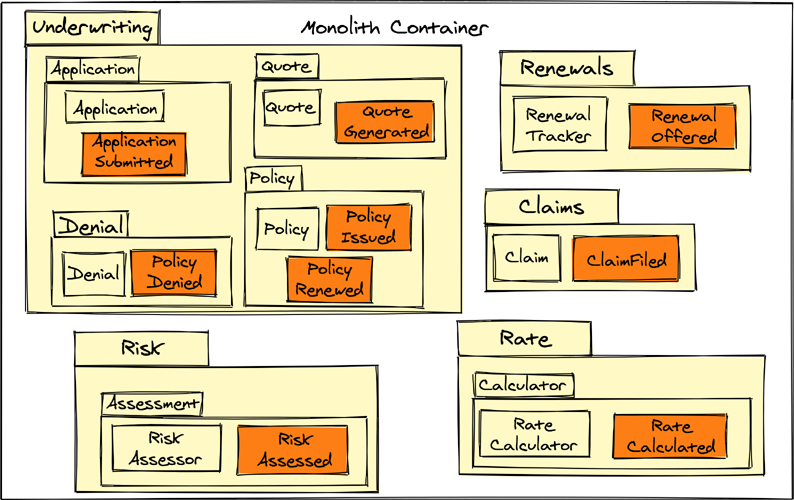 Underwriting
Monolith Container
Application
Application
Application
Submitted
Quote
Quote
Quote
Generated
Denial
Denial
Policy
Denied
Policy
Policy
Policy
Issued
Policy
Renewed
Renewals
Renewal
Tracker
Renewal
Offered
Claims
Claim
ClaimFiled
Risk
Assessment
Risk
Assessor
Risk
Assessed
Rate
Calculator
Rate
Calculator
Rate
Calculated